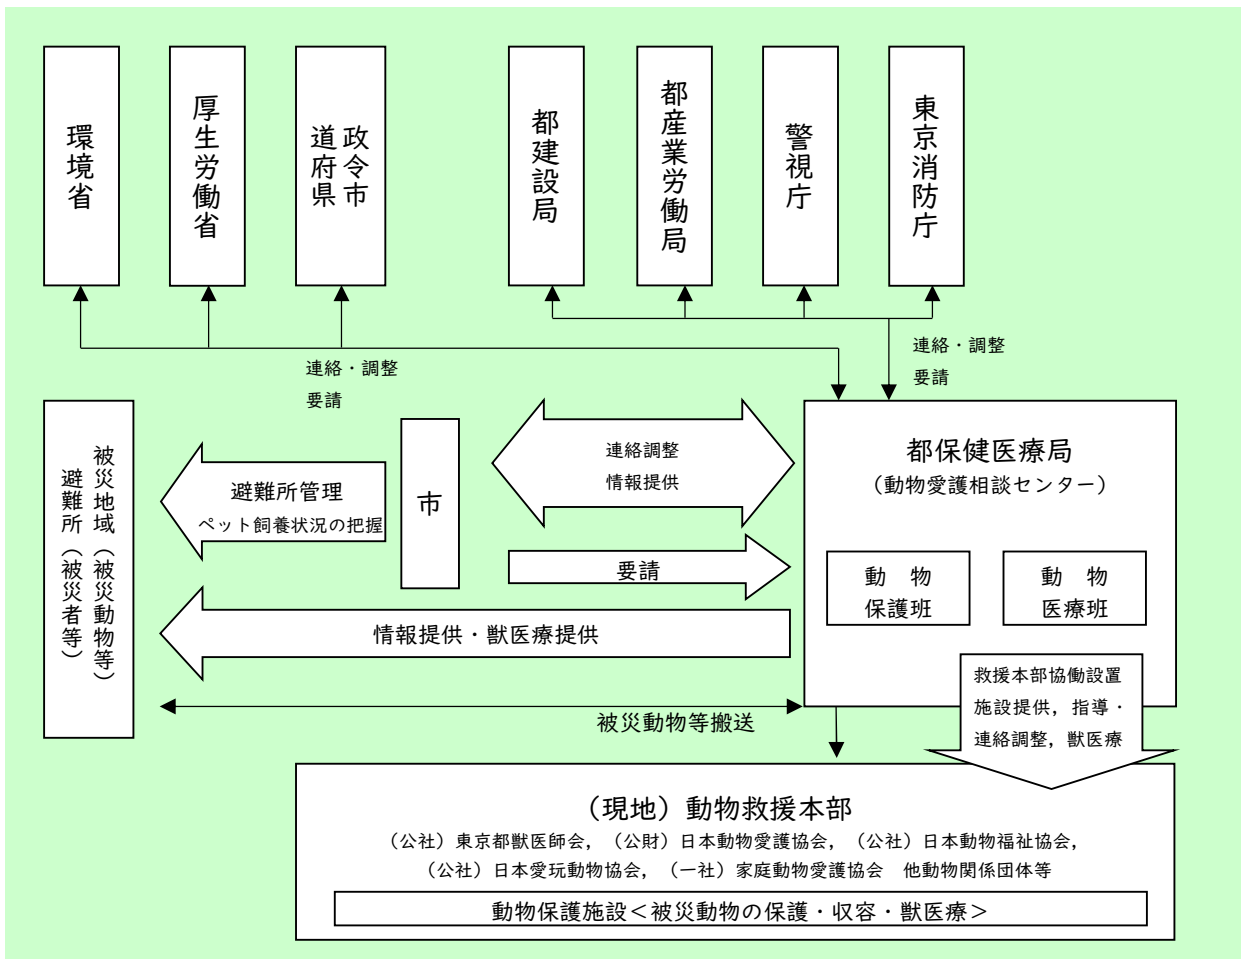 環境省
厚生労働省
政令市
道府県
都建設局
都産業労働局
警視庁
東京消防庁
連絡・調整
要請
連絡・調整
要請
被災地域（被災動物等）
避難所（被災者等）
避難所管理
ペット飼養状況の把握
市
連絡調整
情報提供
要請
情報提供・獣医療提供
被災動物等搬送
都保健医療局
（動物愛護相談センター）
動　物
保護班
動　物
医療班
救援本部協働設置
施設提供，指導・
連絡調整，獣医療
（現地）動物救援本部
（公社）東京都獣医師会，（公財）日本動物愛護協会，（公社）日本動物福祉協会，
（公社）日本愛玩動物協会，（一社）家庭動物愛護協会　他動物関係団体等
動物保護施設＜被災動物の保護・収容・獣医療＞